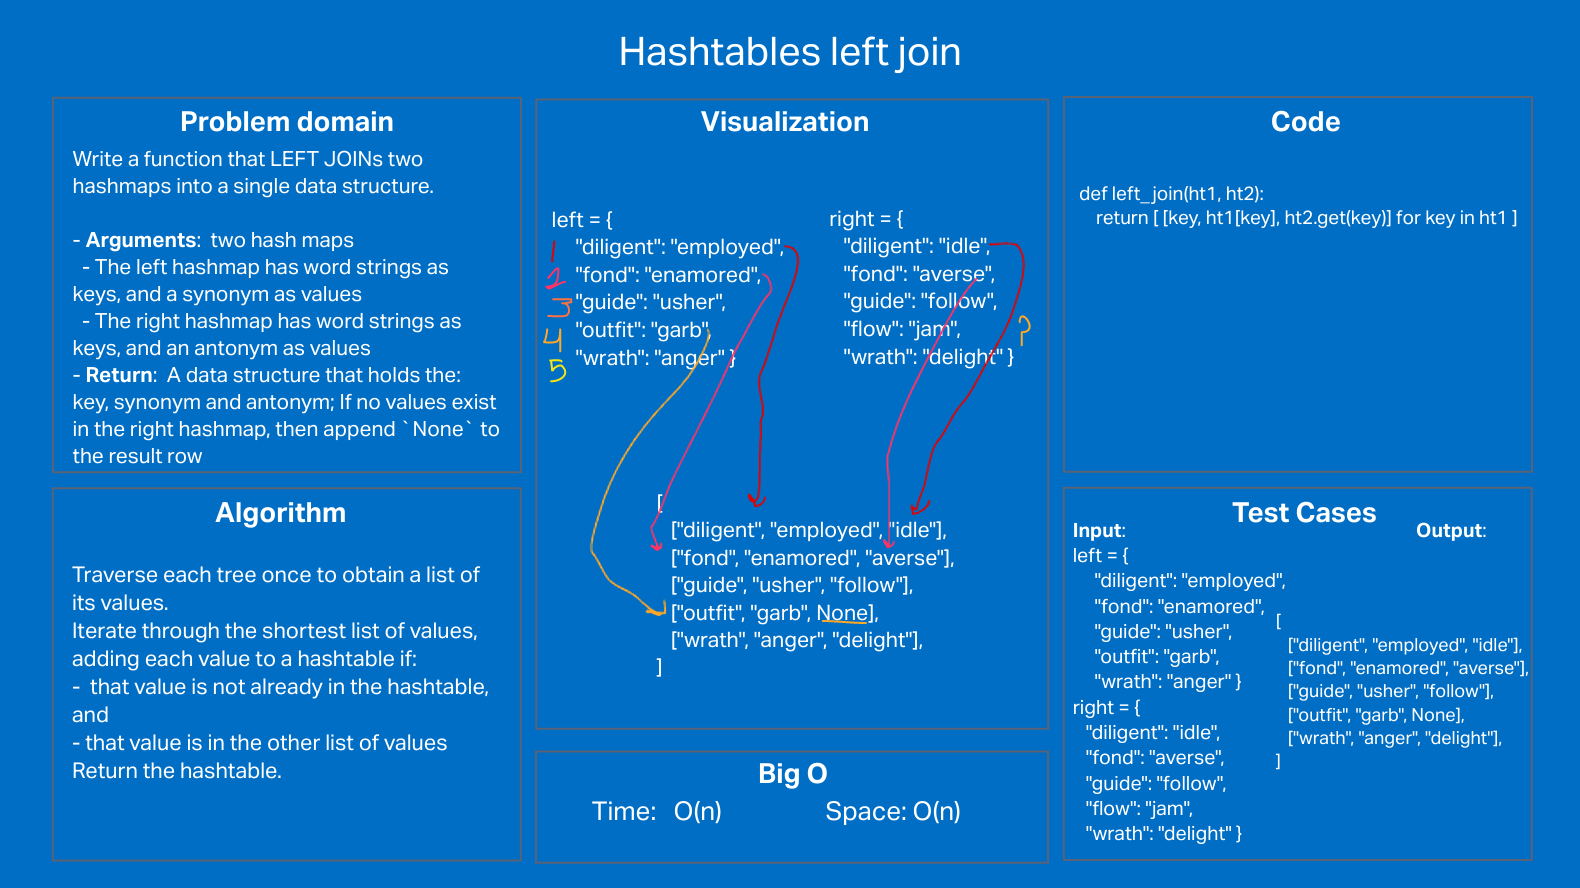 Hashtables left join
Problem domain
Write a function that LEFT JOINs two
hashmaps into a single data structure.
- Arguments: two hash maps
- The left hashmap has word strings as
keys, and a synonym as values
- The right hashmap has word strings as
keys, and an antonym as values
- Return: A data structure that holds the:
key, synonym and antonym; If no values exist
in the right hashmap, then append `None` to
the result row
Algorithm
Traverse each tree once to obtain a list of
its values.
Iterate through the shortest list of values,
adding each value to a hashtable if:
- that value is not already in the hashtable,
and
- that value is in the other list of values
Return the hashtable.
Visualization
left = {
1 "diligent": "employed",
2 "fond": "enamored",
3 "guide": "usher",
4 "outfit": "garb",
5 "wrath": "anger" }
right = {
"diligent": "idle",
"fond": "averse",
"guide": "follow",
"flow": "jam", ?
"wrath": "delight" }
[
["diligent", "employed", "idle"],
["fond", "enamored", "averse"],
["guide", "usher", "follow"],
["outfit", "garb", None],
["wrath", "anger", "delight"],
]
Big O
Time: O(n) Space: O(n)
Code
def left_join(ht1, ht2):
return [ [key, ht1[key], ht2.get(key)] for key in ht1 ]
Test Cases
Input:
left = {
"diligent": "employed",
"fond": "enamored",
"guide": "usher",
"outfit": "garb",
"wrath": "anger" }
right = {
"diligent": "idle",
"fond": "averse",
"guide": "follow",
"flow": "jam",
"wrath": "delight" }
Output:
[
["diligent", "employed", "idle"],
["fond", "enamored", "averse"],
["guide", "usher", "follow"],
["outfit", "garb", None],
["wrath", "anger", "delight"],
]